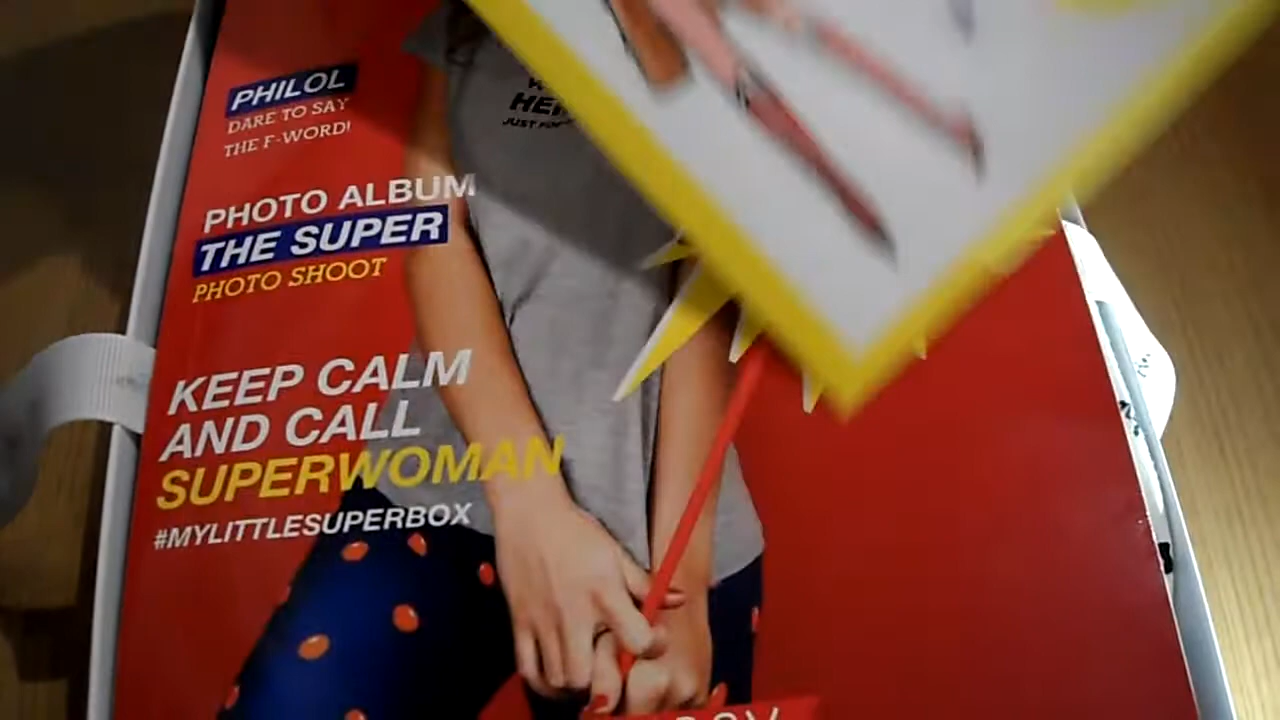 PHILOL
DARE TO SAY
THE F-WORD!
PHOTO ALBUM
THE SUPER
PHOTO SHOOT
KEEP CALM
AND CALL
SUPERWOMAN
#MYLITTLESUPERBOX